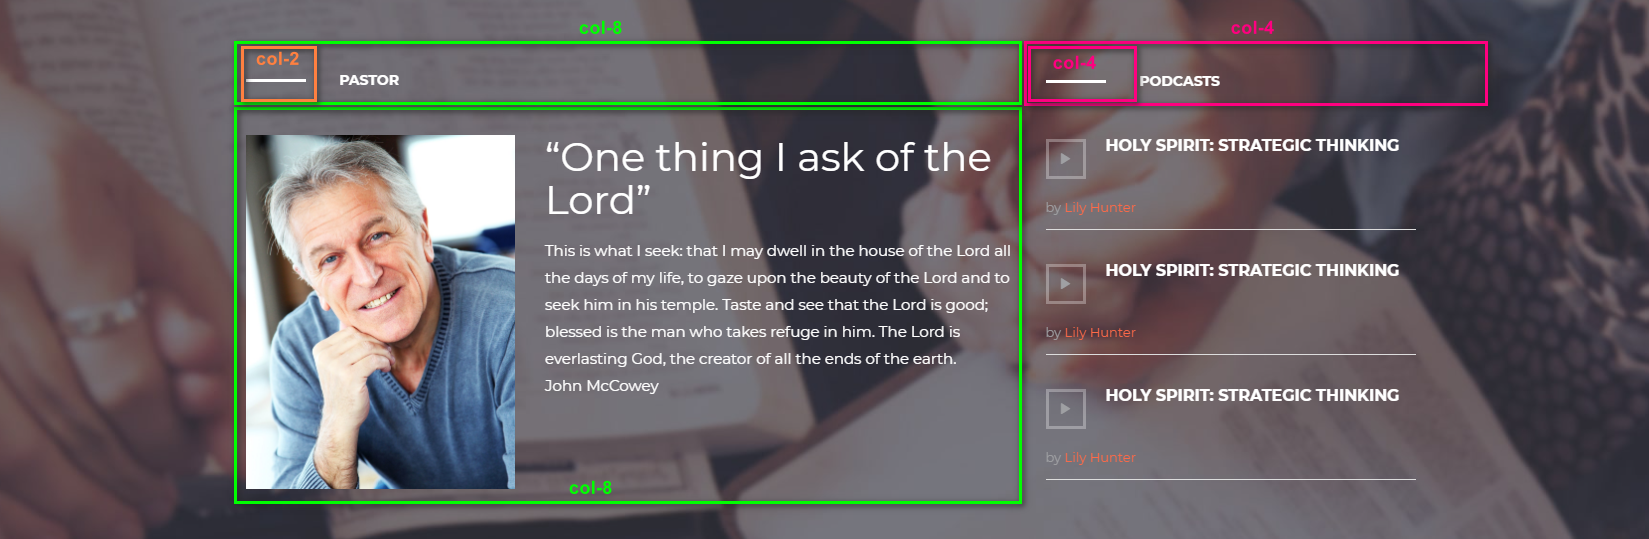 col-8
col-4
col-2
PASTOR
col-4
PODCASTS
“One thing I ask of the
Lord”
This is what I seek: that I may dwell in the house of the Lord all
the days of my life, to gaze upon the beauty of the Lord and to
seek him in his temple. Taste and see that the Lord is good;
blessed is the man who takes refuge in him. The Lord is
everlasting God, the creator of all the ends of the earth.
John McCowey
col-8
HOLY SPIRIT: STRATEGIC THINKING
by Lily Hunter
HOLY SPIRIT: STRATEGIC THINKING
by Lily Hunter
HOLY SPIRIT: STRATEGIC THINKING
by Lily Hunter